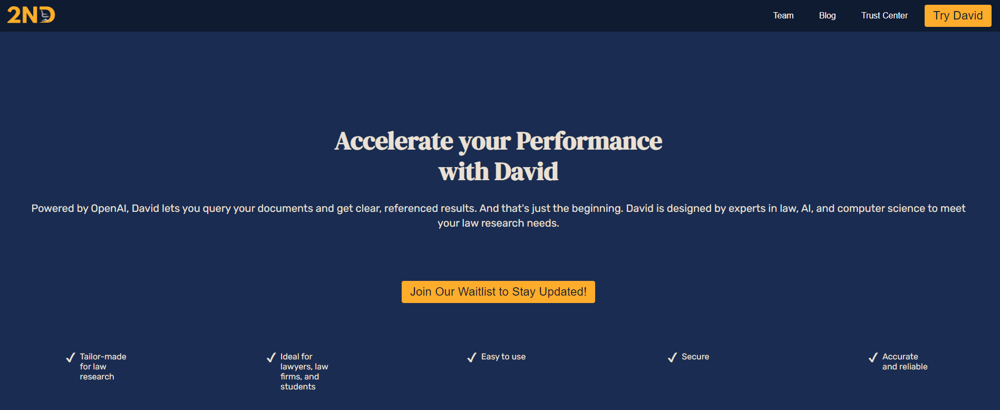 2ND
Team
Blog
Trust Center
Try David
Accelerate your Performance
with David
Powered by OpenAI, David lets you query your documents and get clear, referenced results. And that's just the beginning. David is designed by experts in law, AI, and computer science to meet
your law research needs.
Join Our Waitlist to Stay Updated!
Tailor-made
for law
research
Ideal for
lawyers, law
firms, and
students
Easy to use
Secure
Accurate
and reliable